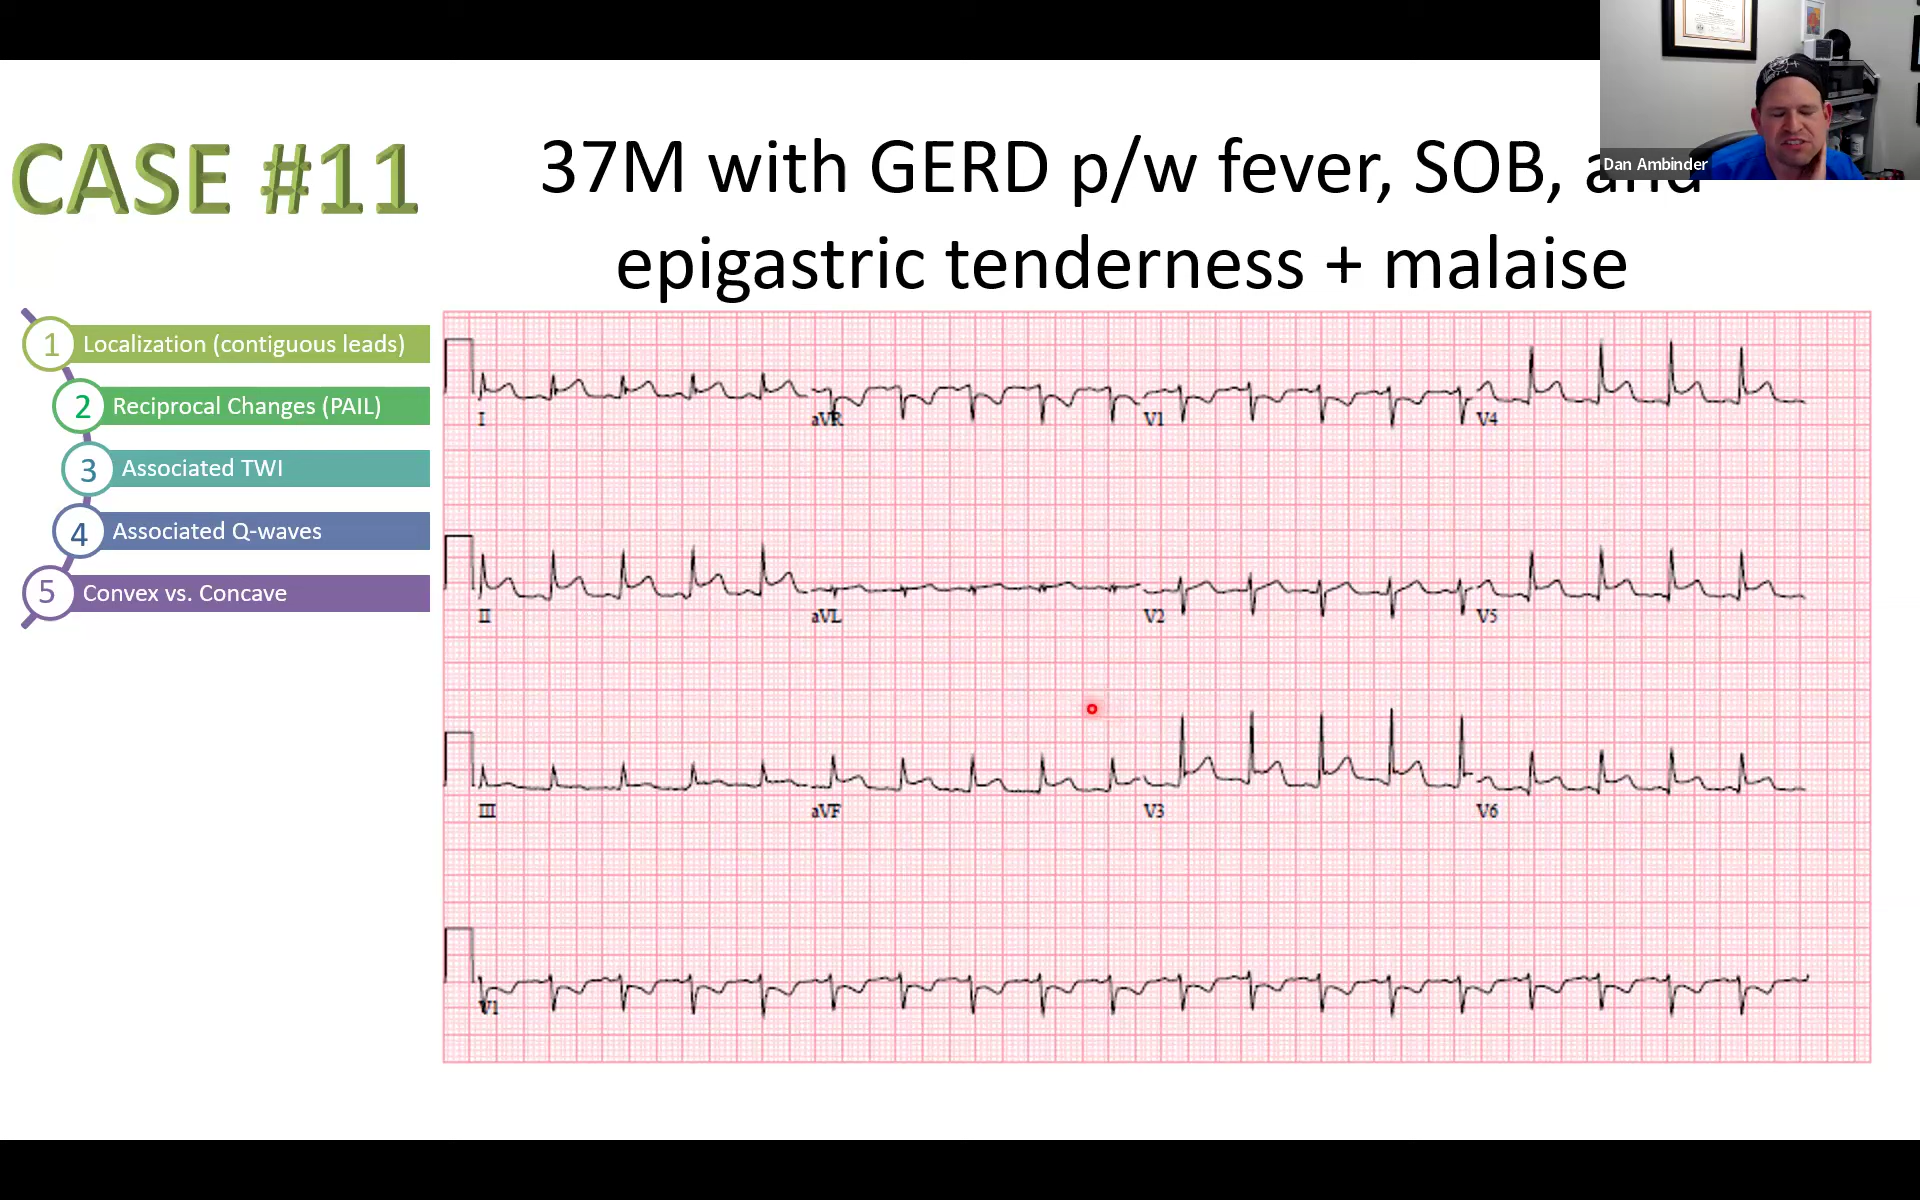 CASE #11
37M with GERD p/w fever, SOB, and
epigastric tenderness + malaise
Dan Ambinder
1 Localization (contiguous leads)
2 Reciprocal Changes (PAIL)
3 Associated TWI
4 Associated Q-waves
5 Convex vs. Concave
I aVR V1 V4
II aVL V2 V5
III aVF V3 V6
V1